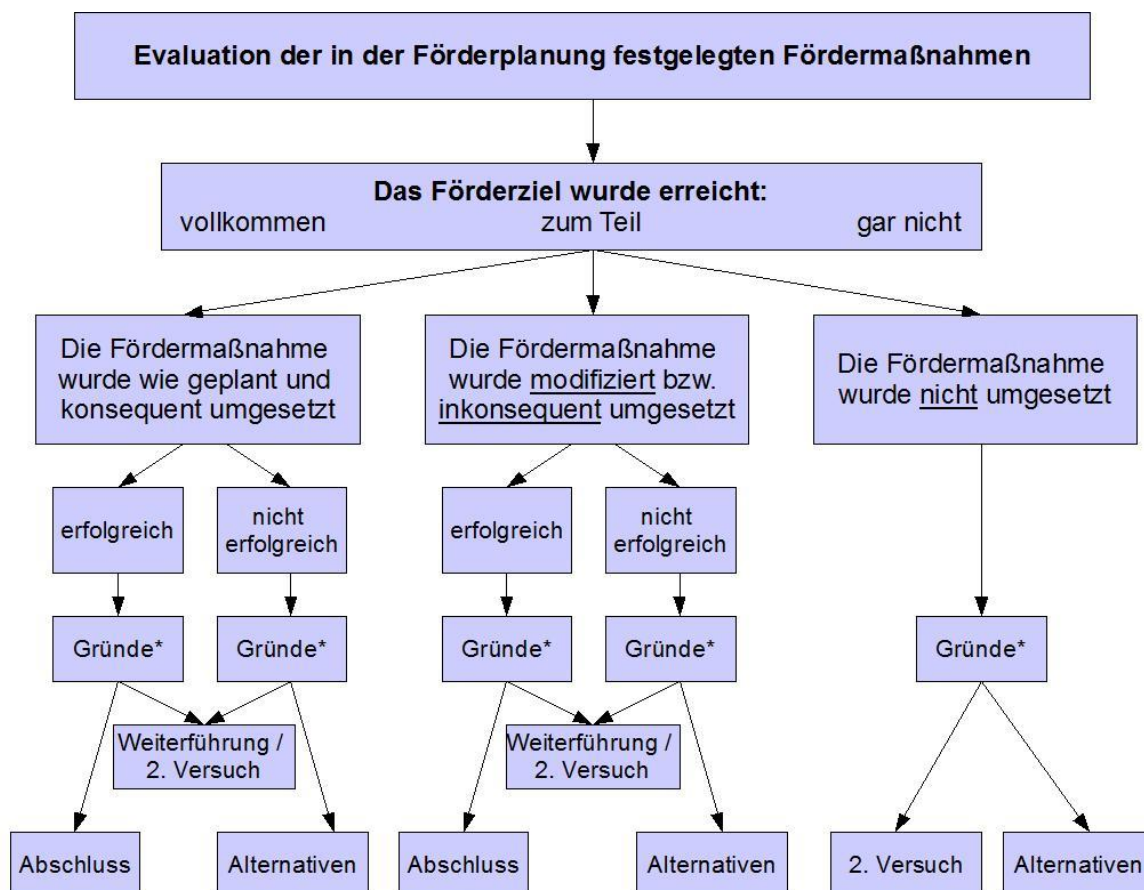 Evaluation der in der Förderplanung festgelegten Fördermaßnahmen
Das Förderziel wurde erreicht:
vollkommen zum Teil gar nicht
Die Fördermaßnahme
wurde wie geplant und
konsequent umgesetzt
Die Fördermaßnahme
wurde modifiziert bzw.
inkonsequent umgesetzt
Die Fördermaßnahme
wurde nicht umgesetzt
erfolgreich
nicht
erfolgreich
erfolgreich
nicht
erfolgreich
Gründe*
Gründe*
Gründe*
Gründe*
Gründe*
Weiterführung /
2. Versuch
Weiterführung /
2. Versuch
Abschluss
Alternativen
Abschluss
Alternativen
2. Versuch
Alternativen